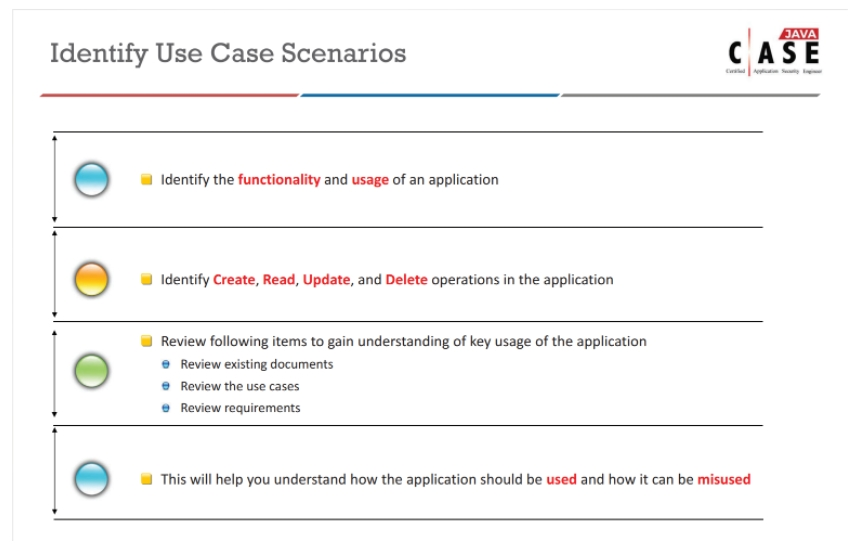 Identify Use Case Scenarios
JAVA
CASE
Certified Application Security Engineer
Identify the functionality and usage of an application
Identify Create, Read, Update, and Delete operations in the application
Review following items to gain understanding of key usage of the application
Review existing documents
Review the use cases
Review requirements
This will help you understand how the application should be used and how it can be misused